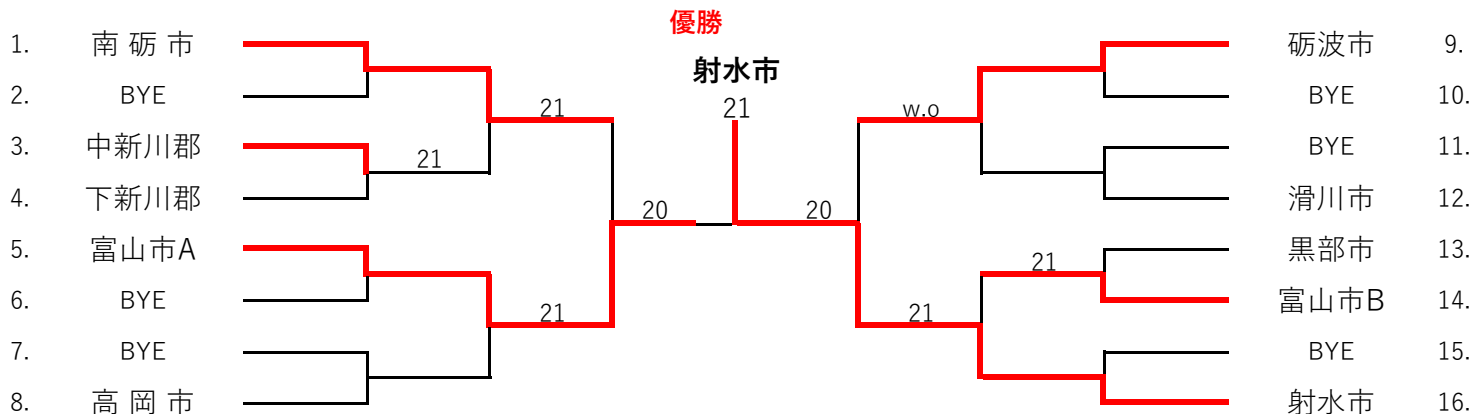 優勝
射水市
21
1. 南 砺 市
2. BYE
21
3. 中新川郡
21
4. 下新川郡
20
5. 富山市A
6. BYE
21
7. BYE
8. 高 岡 市
砺波市 9.
w.o
BYE 10.
BYE 11.
滑川市 12.
20
黒部市 13.
21
富山市B 14.
21
BYE 15.
射水市 16.